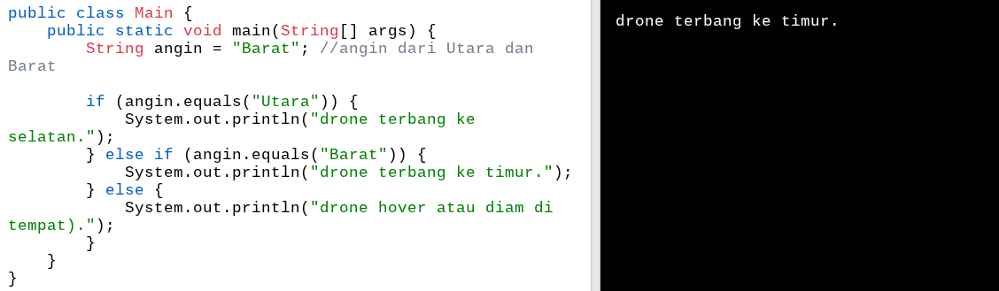 public class Main {
    public static void main(String[] args) {
        String angin = "Barat"; //angin dari Utara dan
Barat

        if (angin.equals("Utara")) {
            System.out.println("drone terbang ke
selatan.");
        } else if (angin.equals("Barat")) {
            System.out.println("drone terbang ke timur.");
        } else {
            System.out.println("drone hover atau diam di
tempat).");
        }
    }
}
drone terbang ke timur.